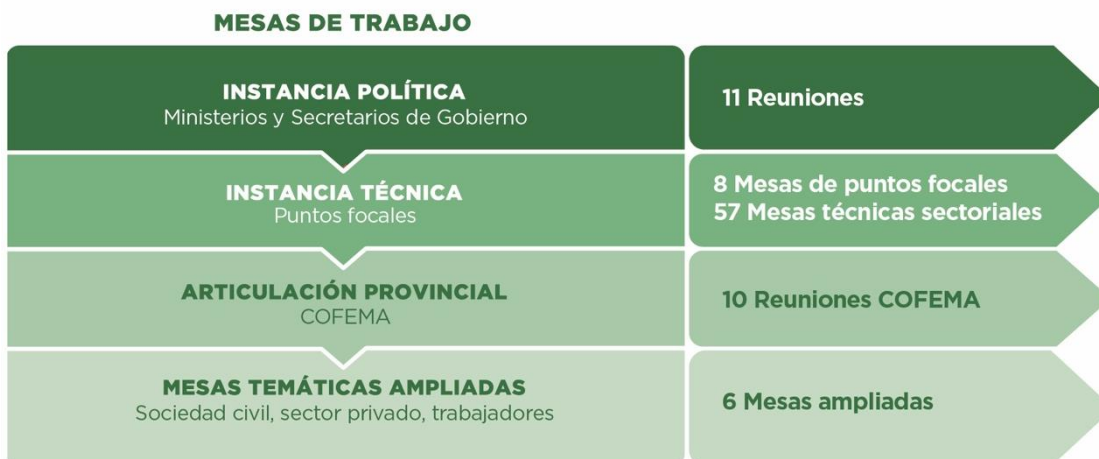 MESAS DE TRABAJO
INSTANCIA POLÍTICA
Ministerios y Secretarios de Gobierno
11 Reuniones
INSTANCIA TÉCNICA
Puntos focales
8 Mesas de puntos focales
57 Mesas técnicas sectoriales
ARTICULACIÓN PROVINCIAL
COFEMA
10 Reuniones COFEMA
MESAS TEMÁTICAS AMPLIADAS
Sociedad civil, sector privado, trabajadores
6 Mesas ampliadas